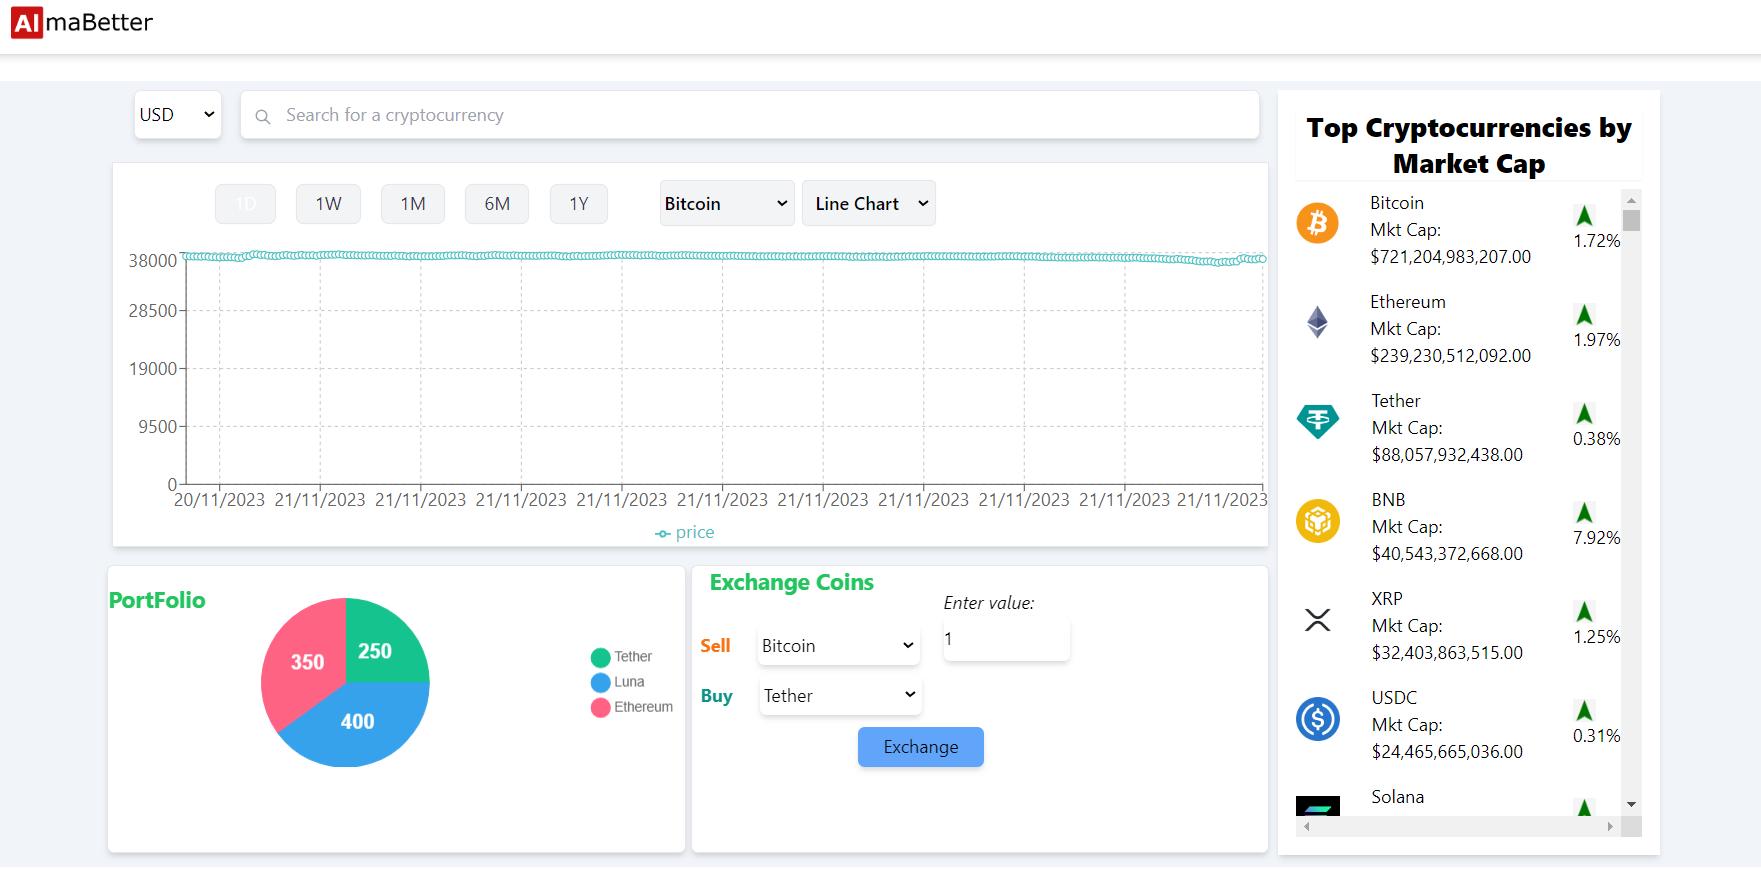 AlmaBetter
USD
Search for a cryptocurrency
1D 1W 1M 6M 1Y Bitcoin Line Chart
38000
28500
19000
9500
0
20/11/2023 21/11/2023 21/11/2023 21/11/2023 21/11/2023 21/11/2023 21/11/2023 21/11/2023 21/11/2023 21/11/2023 21/11/2023
price
PortFolio
350
250
400
Tether
Luna
Ethereum
Exchange Coins
Enter value:
Sell Bitcoin 1
Buy Tether
Exchange
Top Cryptocurrencies by
Market Cap
Bitcoin
Mkt Cap:
$721,204,983,207.00
1.72%
Ethereum
Mkt Cap:
$239,230,512,092.00
1.97%
Tether
Mkt Cap:
$88,057,932,438.00
0.38%
BNB
Mkt Cap:
$40,543,372,668.00
7.92%
XRP
Mkt Cap:
$32,403,863,515.00
1.25%
USDC
Mkt Cap:
$24,465,665,036.00
0.31%
Solana